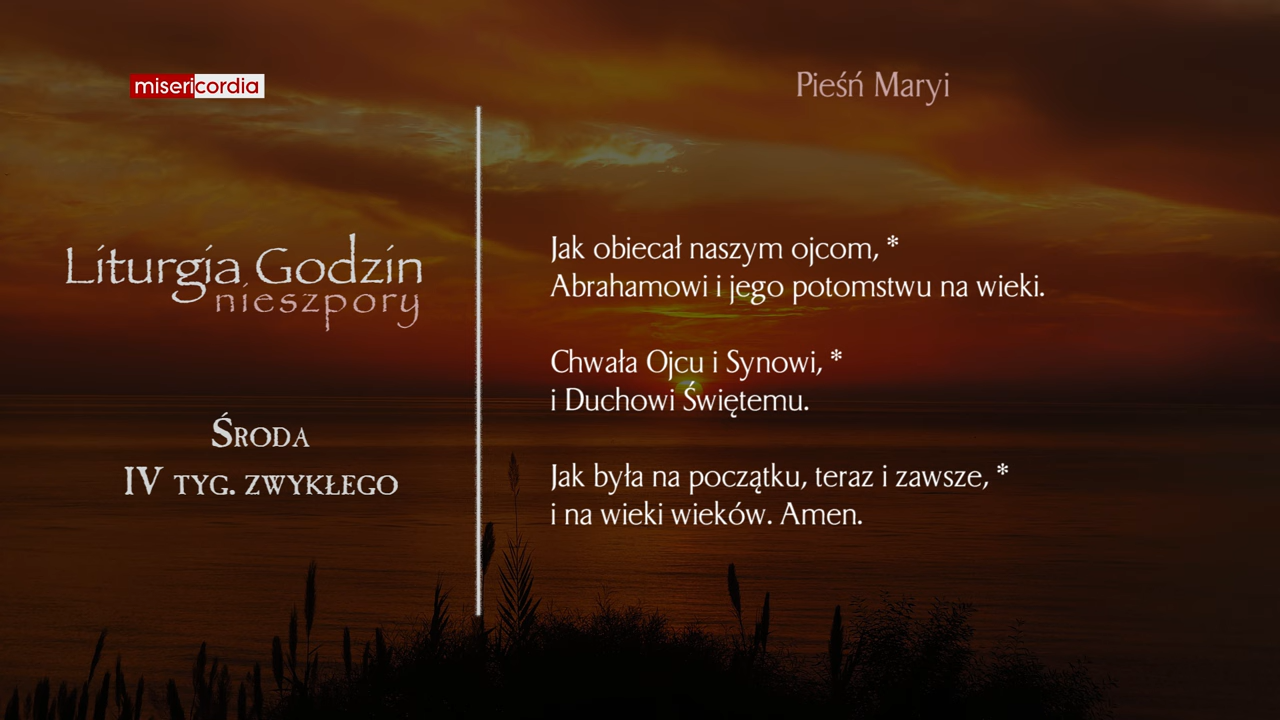 misericordia
Pieśń Maryi
Liturgia Godzin
nieszpory
Środa
IV tyg. zwykłego
Jak obiecał naszym ojcom, *
Abrahamowi i jego potomstwu na wieki.
Chwała Ojcu i Synowi, *
i Duchowi Świętemu.
Jak była na początku, teraz i zawsze, *
i na wieki wieków. Amen.